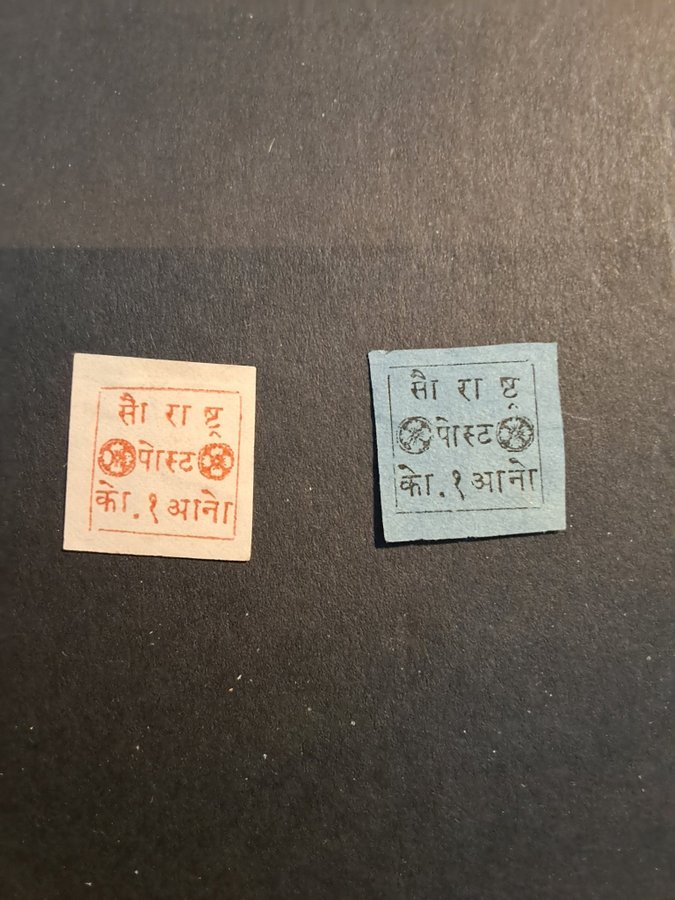 सौ रा ष्ट्र
पोस्ट
को. १ आनो
सौ रा ष्ट्र
पोस्ट
को. १ आनो